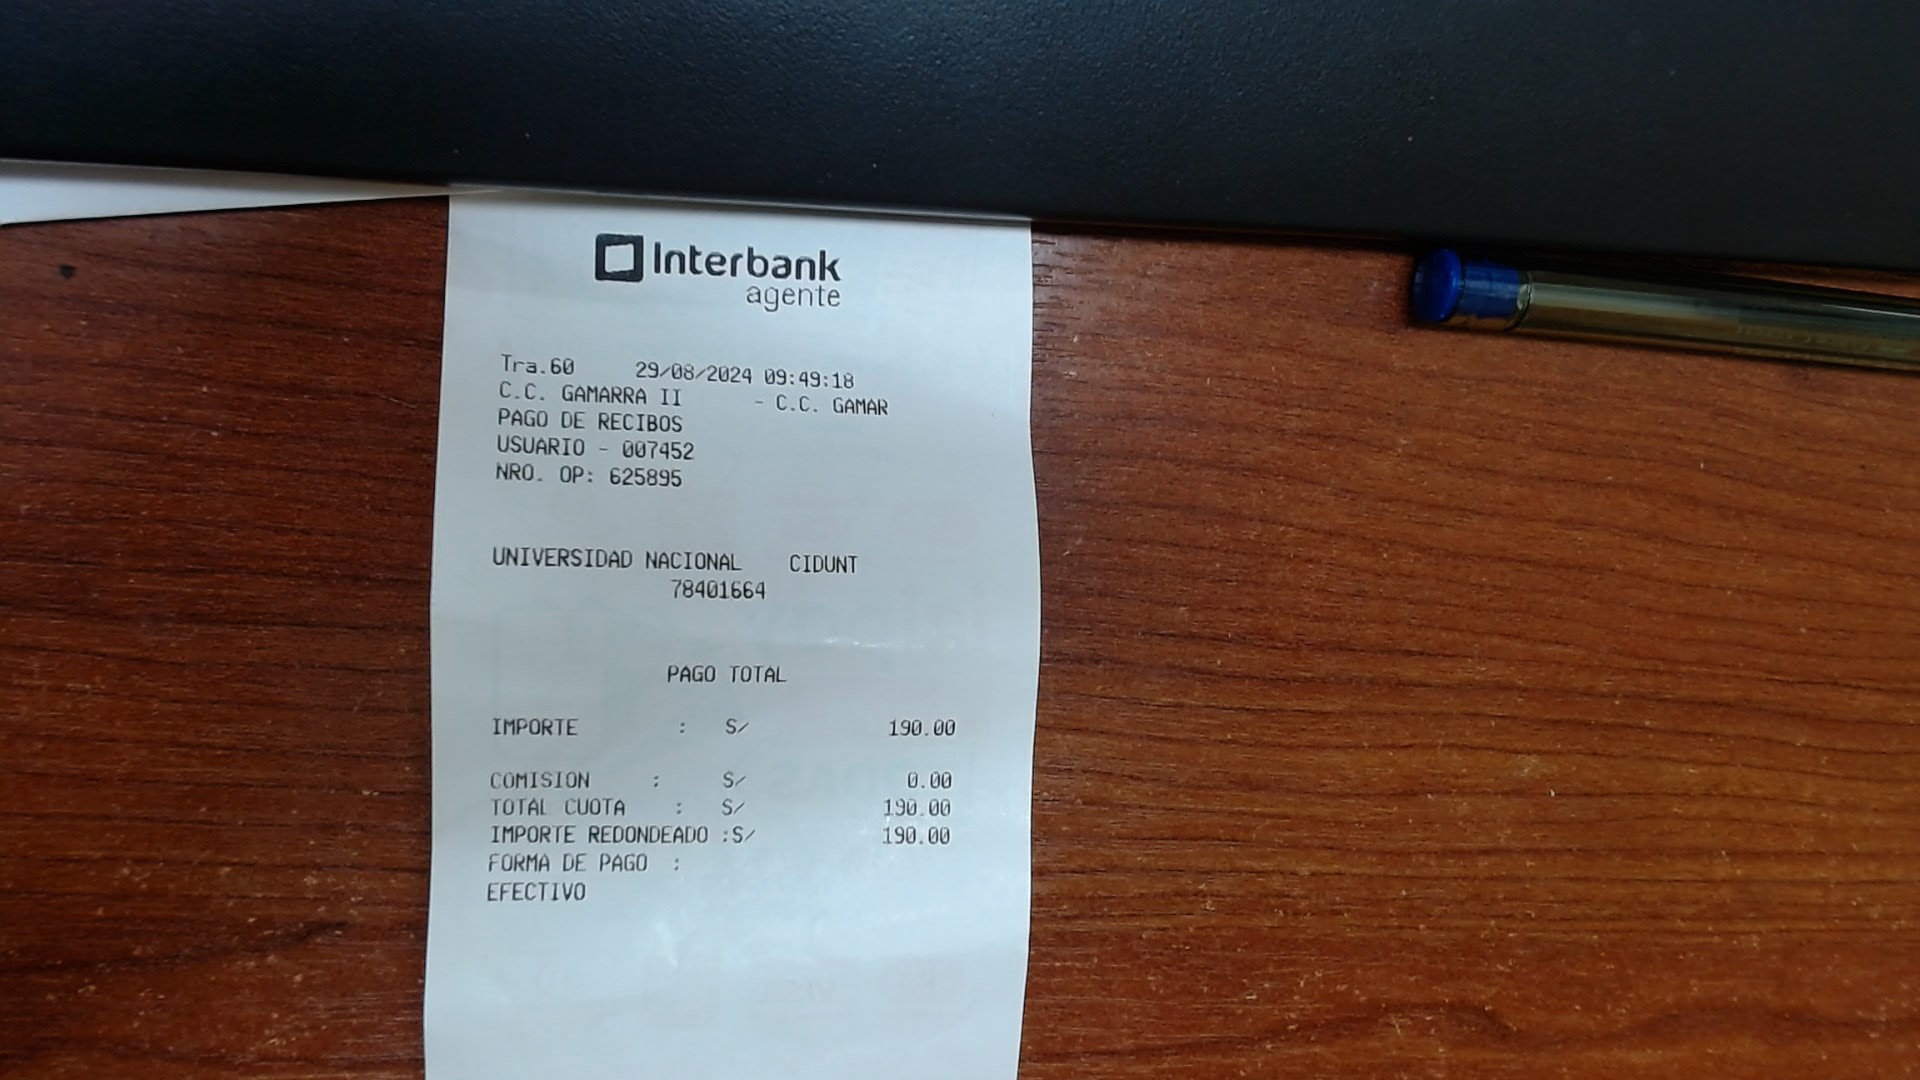 Interbank
agente
Tra.60 29/08/2024 09:49:18
C.C. GAMARRA II - C.C. GAMAR
PAGO DE RECIBOS
USUARIO - 007452
NRO. OP: 625895
UNIVERSIDAD NACIONAL CIDUNT
78401664
PAGO TOTAL
IMPORTE : S/ 190.00
COMISION : S/ 0.00
TOTAL CUOTA : S/ 190.00
IMPORTE REDONDEADO :S/ 190.00
FORMA DE PAGO :
EFECTIVO